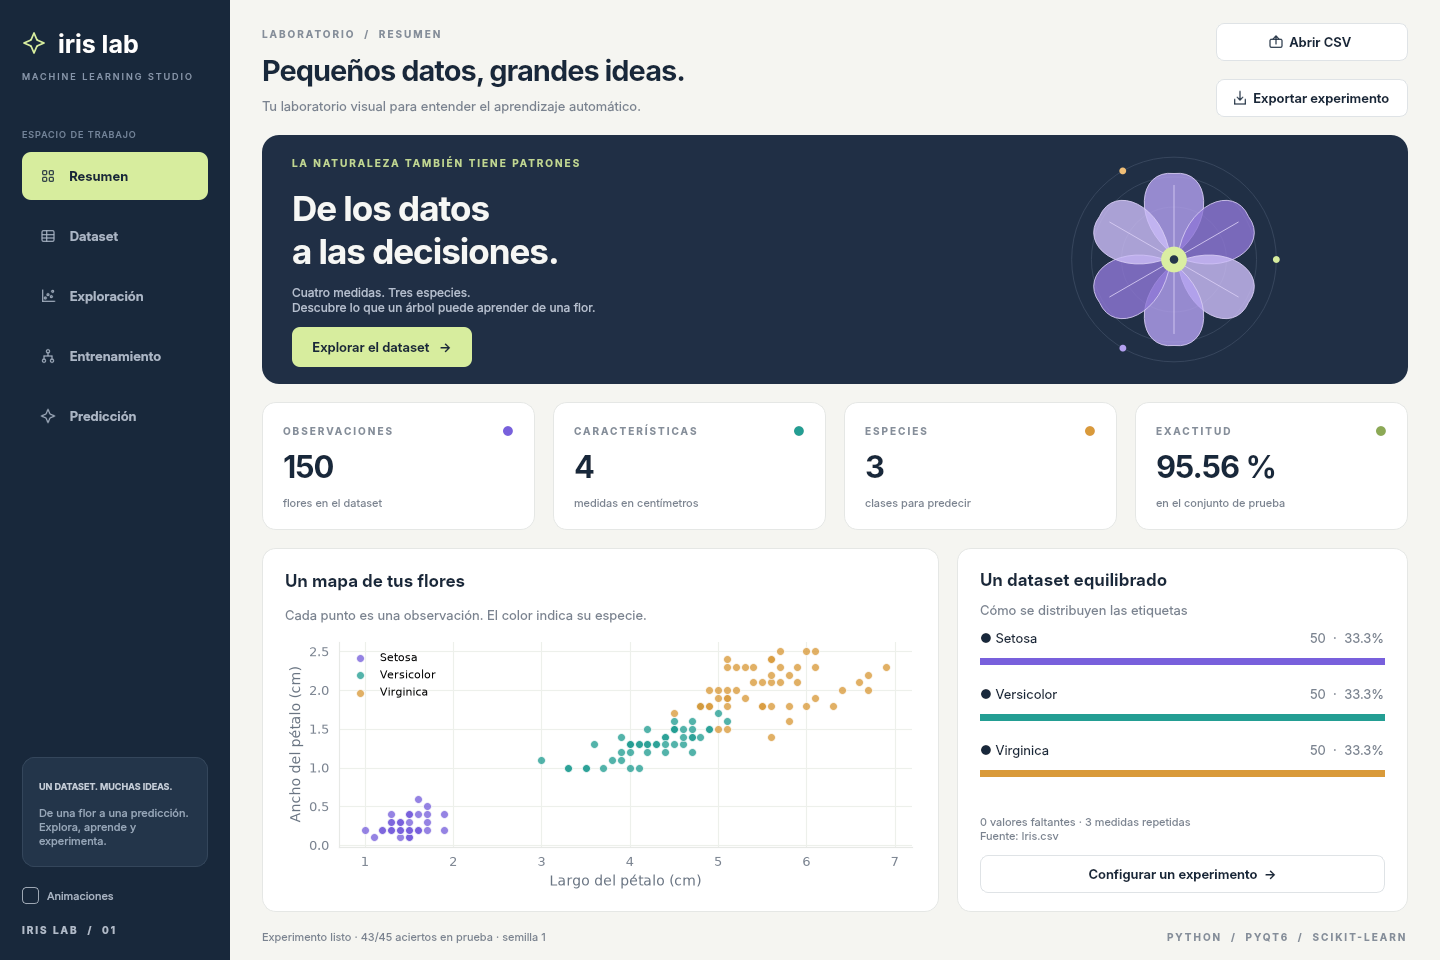 iris lab
MACHINE LEARNING STUDIO
ESPACIO DE TRABAJO
Resumen
Dataset
Exploración
Entrenamiento
Predicción
UN DATASET. MUCHAS IDEAS.
De una flor a una predicción.
Explora, aprende y
experimenta.
Animaciones
IRIS LAB / 01
LABORATORIO / RESUMEN
Pequeños datos, grandes ideas.
Tu laboratorio visual para entender el aprendizaje automático.
Abrir CSV
Exportar experimento
LA NATURALEZA TAMBIÉN TIENE PATRONES
De los datos
a las decisiones.
Cuatro medidas. Tres especies.
Descubre lo que un árbol puede aprender de una flor.
Explorar el dataset →
OBSERVACIONES
150
flores en el dataset
CARACTERÍSTICAS
4
medidas en centímetros
ESPECIES
3
clases para predecir
EXACTITUD
95.56 %
en el conjunto de prueba
Un mapa de tus flores
Cada punto es una observación. El color indica su especie.
Setosa
Versicolor
Virginica
Ancho del pétalo (cm)
2.5
2.0
1.5
1.0
0.5
0.0
1 2 3 4 5 6 7
Largo del pétalo (cm)
Un dataset equilibrado
Cómo se distribuyen las etiquetas
● Setosa 50 · 33.3%
● Versicolor 50 · 33.3%
● Virginica 50 · 33.3%
0 valores faltantes · 3 medidas repetidas
Fuente: Iris.csv
Configurar un experimento →
Experimento listo · 43/45 aciertos en prueba · semilla 1
PYTHON / PYQT6 / SCIKIT-LEARN